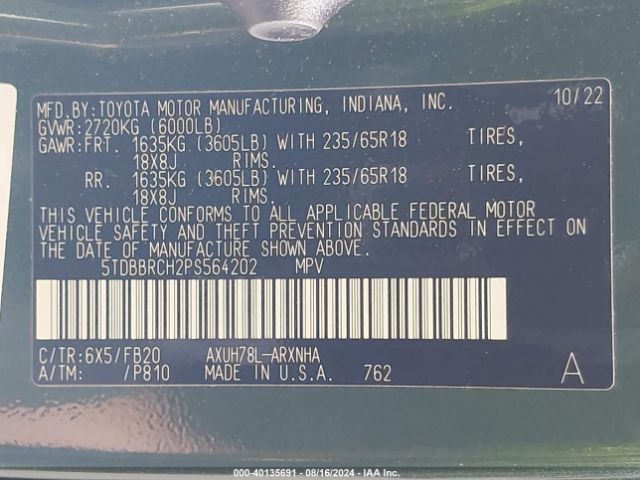 MFD.BY:TOYOTA MOTOR MANUFACTURING, INDIANA, INC. 10/22
GVWR:2720KG (6000LB)
GAWR:FRT. 1635KG (3605LB) WITH 235/65R18 TIRES,
18X8J RIMS.
RR. 1635KG (3605LB) WITH 235/65R18 TIRES,
18X8J RIMS.
THIS VEHICLE CONFORMS TO ALL APPLICABLE FEDERAL MOTOR
VEHICLE SAFETY AND THEFT PREVENTION STANDARDS IN EFFECT ON
THE DATE OF MANUFACTURE SHOWN ABOVE.
5TDBBRCH2PS564202 MPV
C/TR:6X5/FB20 AXUH78L-ARXNHA
A/TM: /P810 MADE IN U.S.A. 762 A
000-40135691 - 08/16/2024 - IAA Inc.